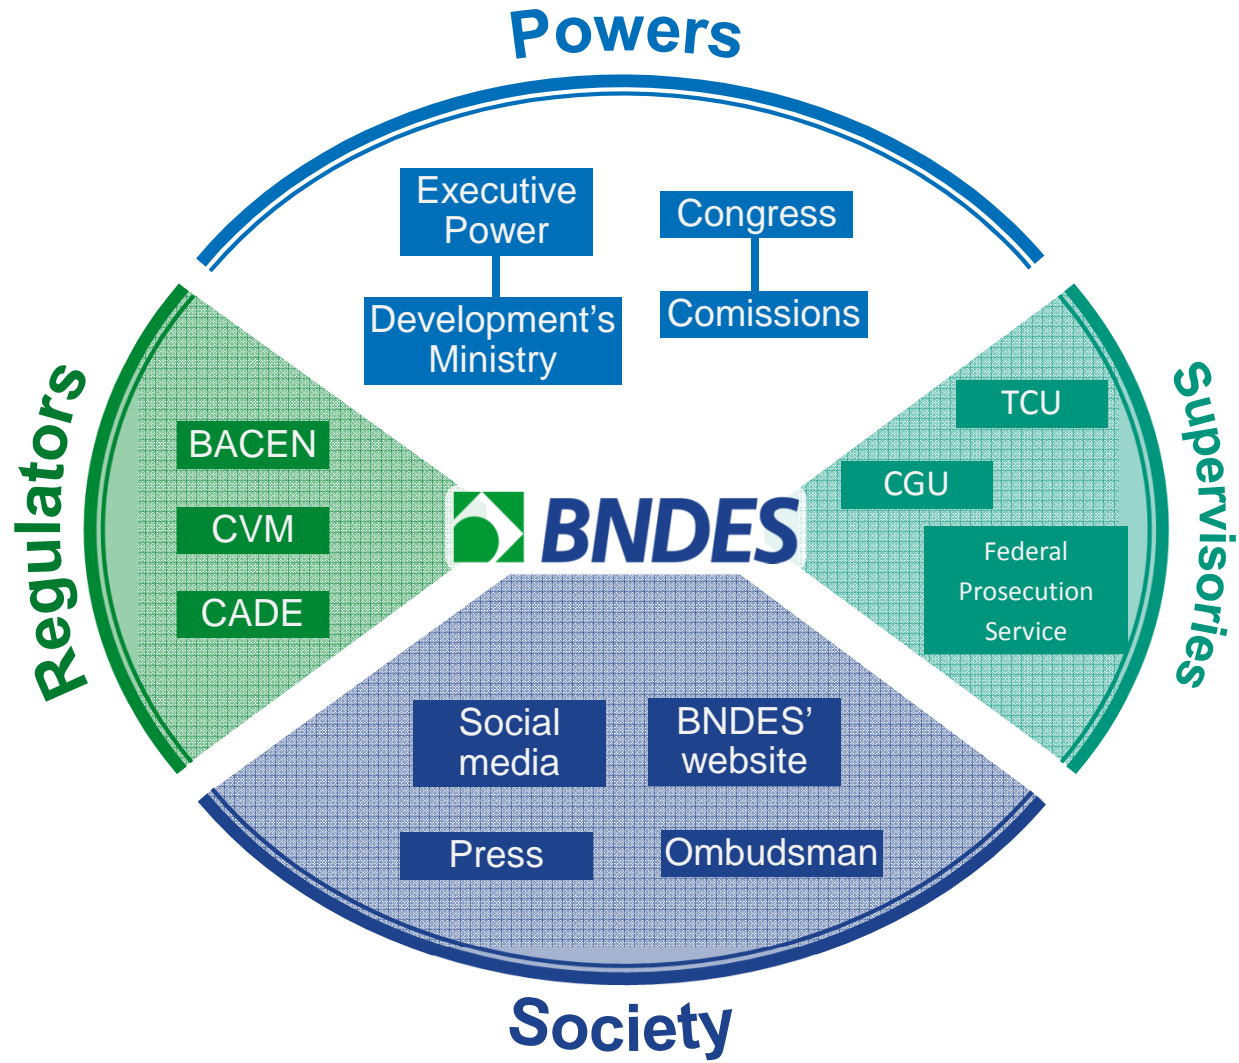 Powers
Executive
Power
Congress
Development's
Ministry
Comissions
Regulators
BACEN
CVM
CADE
BNDES
Supervisories
TCU
CGU
Federal
Prosecution
Service
Social
media
BNDES'
website
Press
Ombudsman
Society